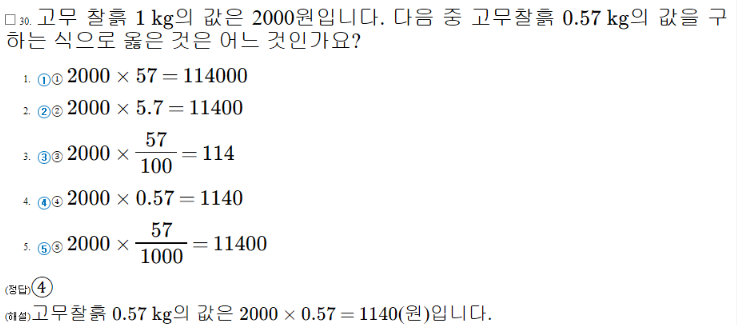 □ 30. 고무 찰흙 1 kg의 값은 2000원입니다. 다음 중 고무찰흙 0.57 kg의 값을 구
하는 식으로 옳은 것은 어느 것인가요?
1. ①① 2000 × 57 = 114000
2. ②② 2000 × 5.7 = 11400
3. ③③ 2000 × 57/100 = 114
4. ④④ 2000 × 0.57 = 1140
5. ⑤⑤ 2000 × 57/1000 = 11400
(정답)④
(해설)고무찰흙 0.57 kg의 값은 2000 × 0.57 = 1140(원)입니다.